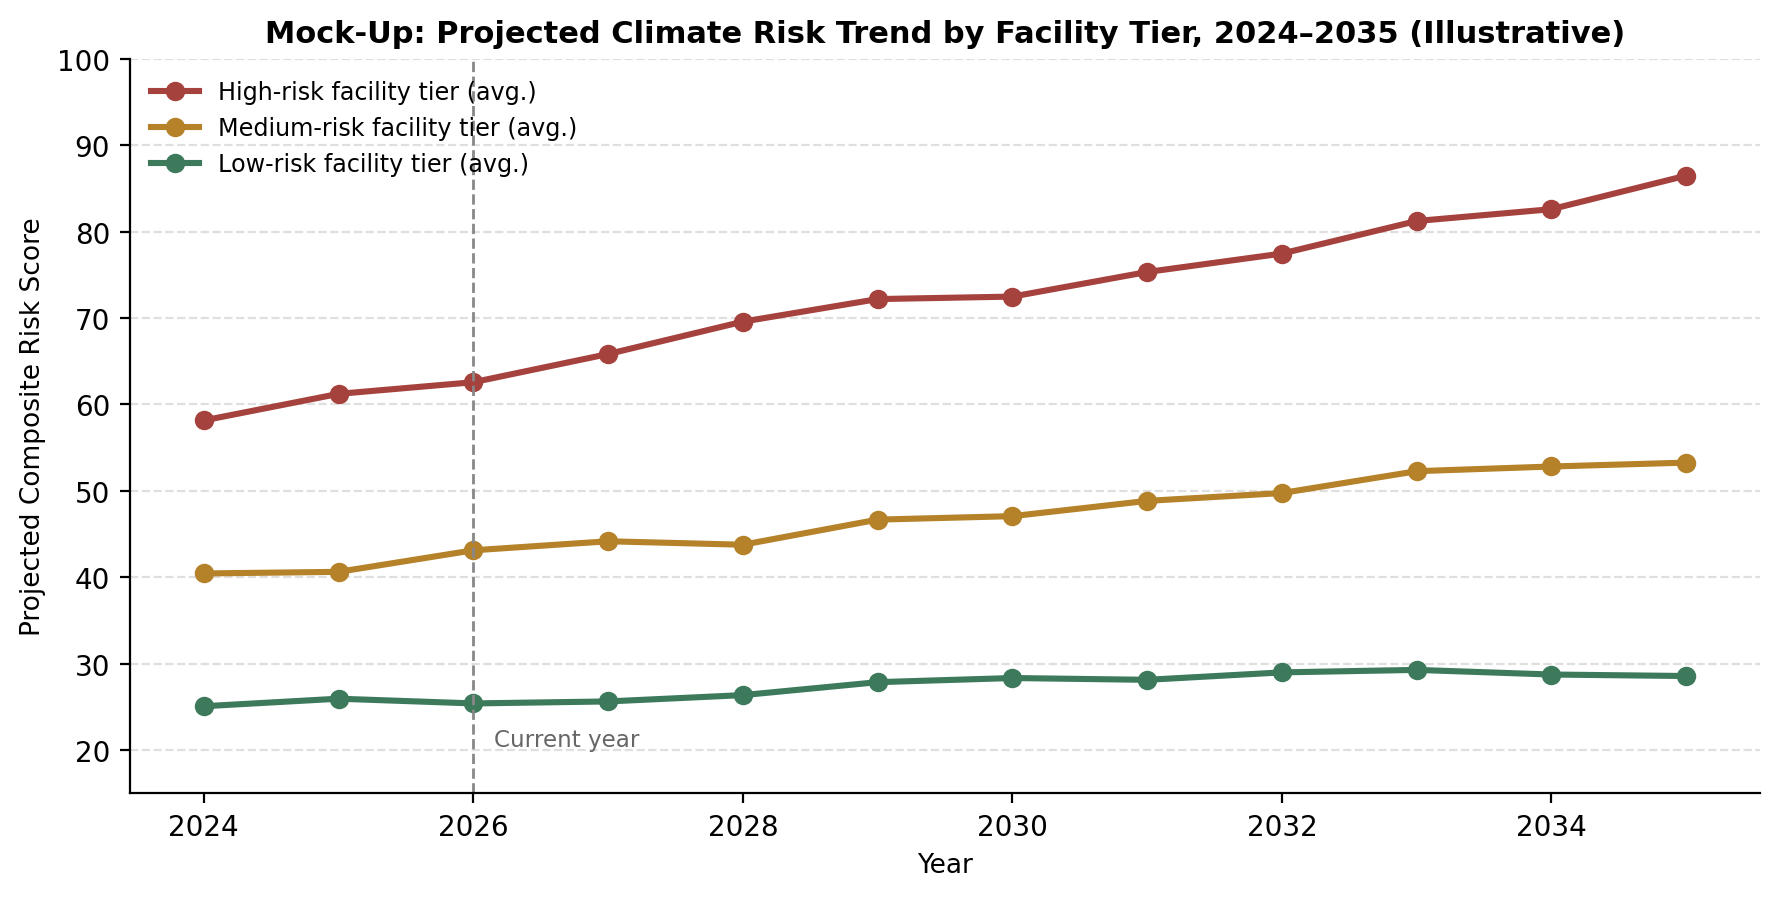 Mock-Up: Projected Climate Risk Trend by Facility Tier, 2024–2035 (Illustrative)
High-risk facility tier (avg.)
Medium-risk facility tier (avg.)
Low-risk facility tier (avg.)
Projected Composite Risk Score
100
90
80
70
60
50
40
30
20
Current year
2024 2026 2028 2030 2032 2034
Year